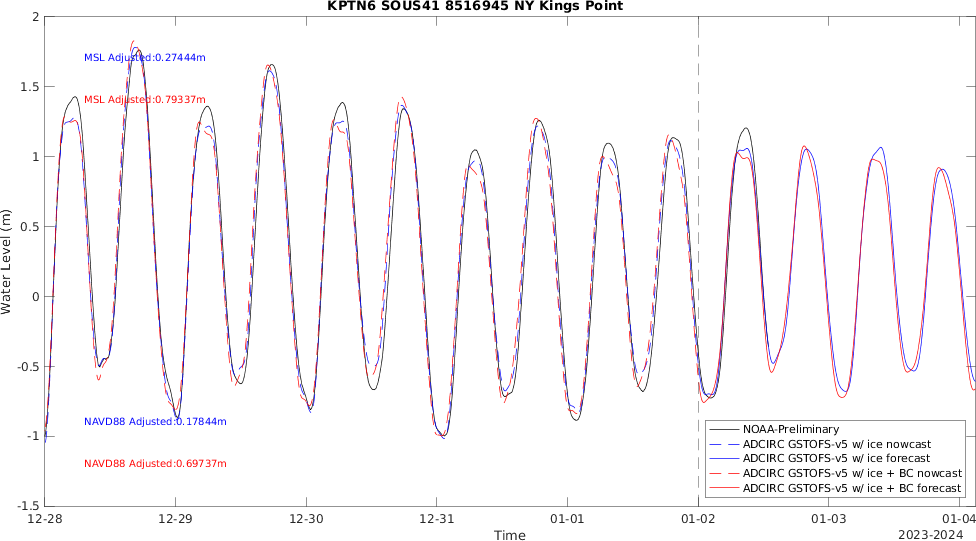 KPTN6 SOUS41 8516945 NY Kings Point
2
1.5
1
0.5
0
-0.5
-1
-1.5
Water Level (m)
MSL Adjusted:0.27444m
MSL Adjusted:0.79337m
NAVD88 Adjusted:0.17844m
NAVD88 Adjusted:0.69737m
NOAA-Preliminary
ADCIRC GSTOFS-v5 w/ ice nowcast
ADCIRC GSTOFS-v5 w/ ice forecast
ADCIRC GSTOFS-v5 w/ ice + BC nowcast
ADCIRC GSTOFS-v5 w/ ice + BC forecast
12-28 12-29 12-30 12-31 01-01 01-02 01-03 01-04
Time
2023-2024